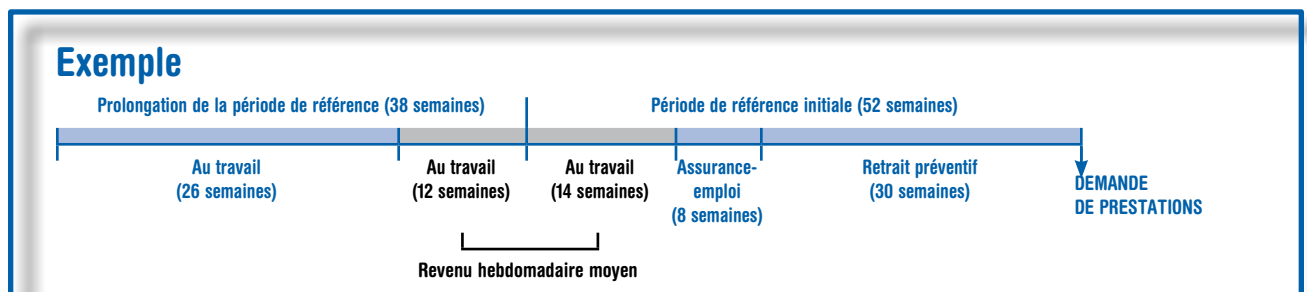 Exemple
Prolongation de la période de référence (38 semaines)
Période de référence initiale (52 semaines)
Au travail
(26 semaines)
Au travail
(12 semaines)
Au travail
(14 semaines)
Assurance-
emploi
(8 semaines)
Retrait préventif
(30 semaines)
DEMANDE
DE PRESTATIONS
Revenu hebdomadaire moyen